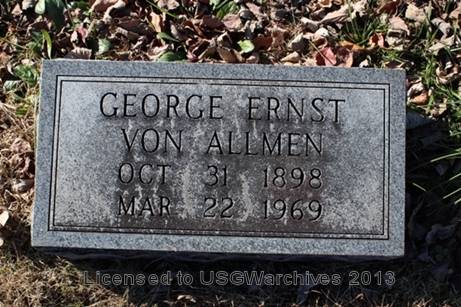 GEORGE ERNST
VON ALLMEN
OCT 31 1898
MAR 22 1969
Licensed to USGWarchives 2013